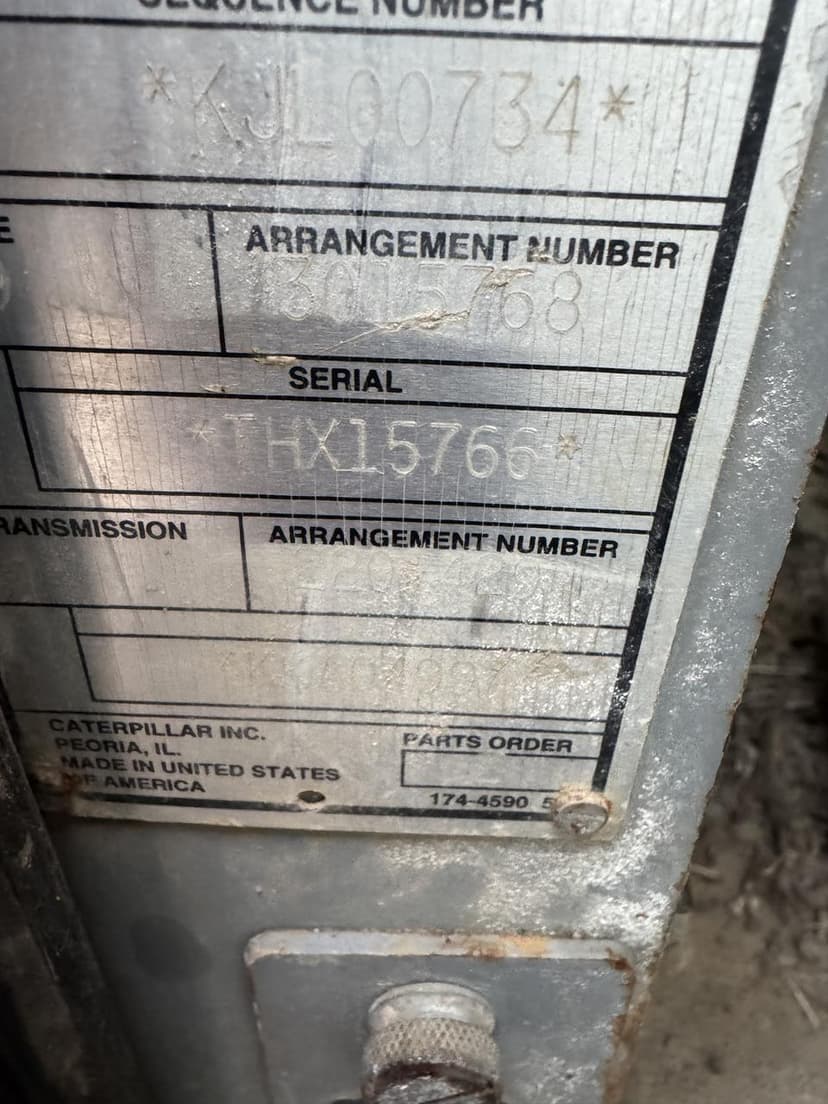 SEQUENCE NUMBER
*KJL00734*
E
ARRANGEMENT NUMBER
3015768
SERIAL
*THX15766*
RANSMISSION
ARRANGEMENT NUMBER
CATERPILLAR INC.
PEORIA, IL.
MADE IN UNITED STATES
OF AMERICA
PARTS ORDER
174-4590 5